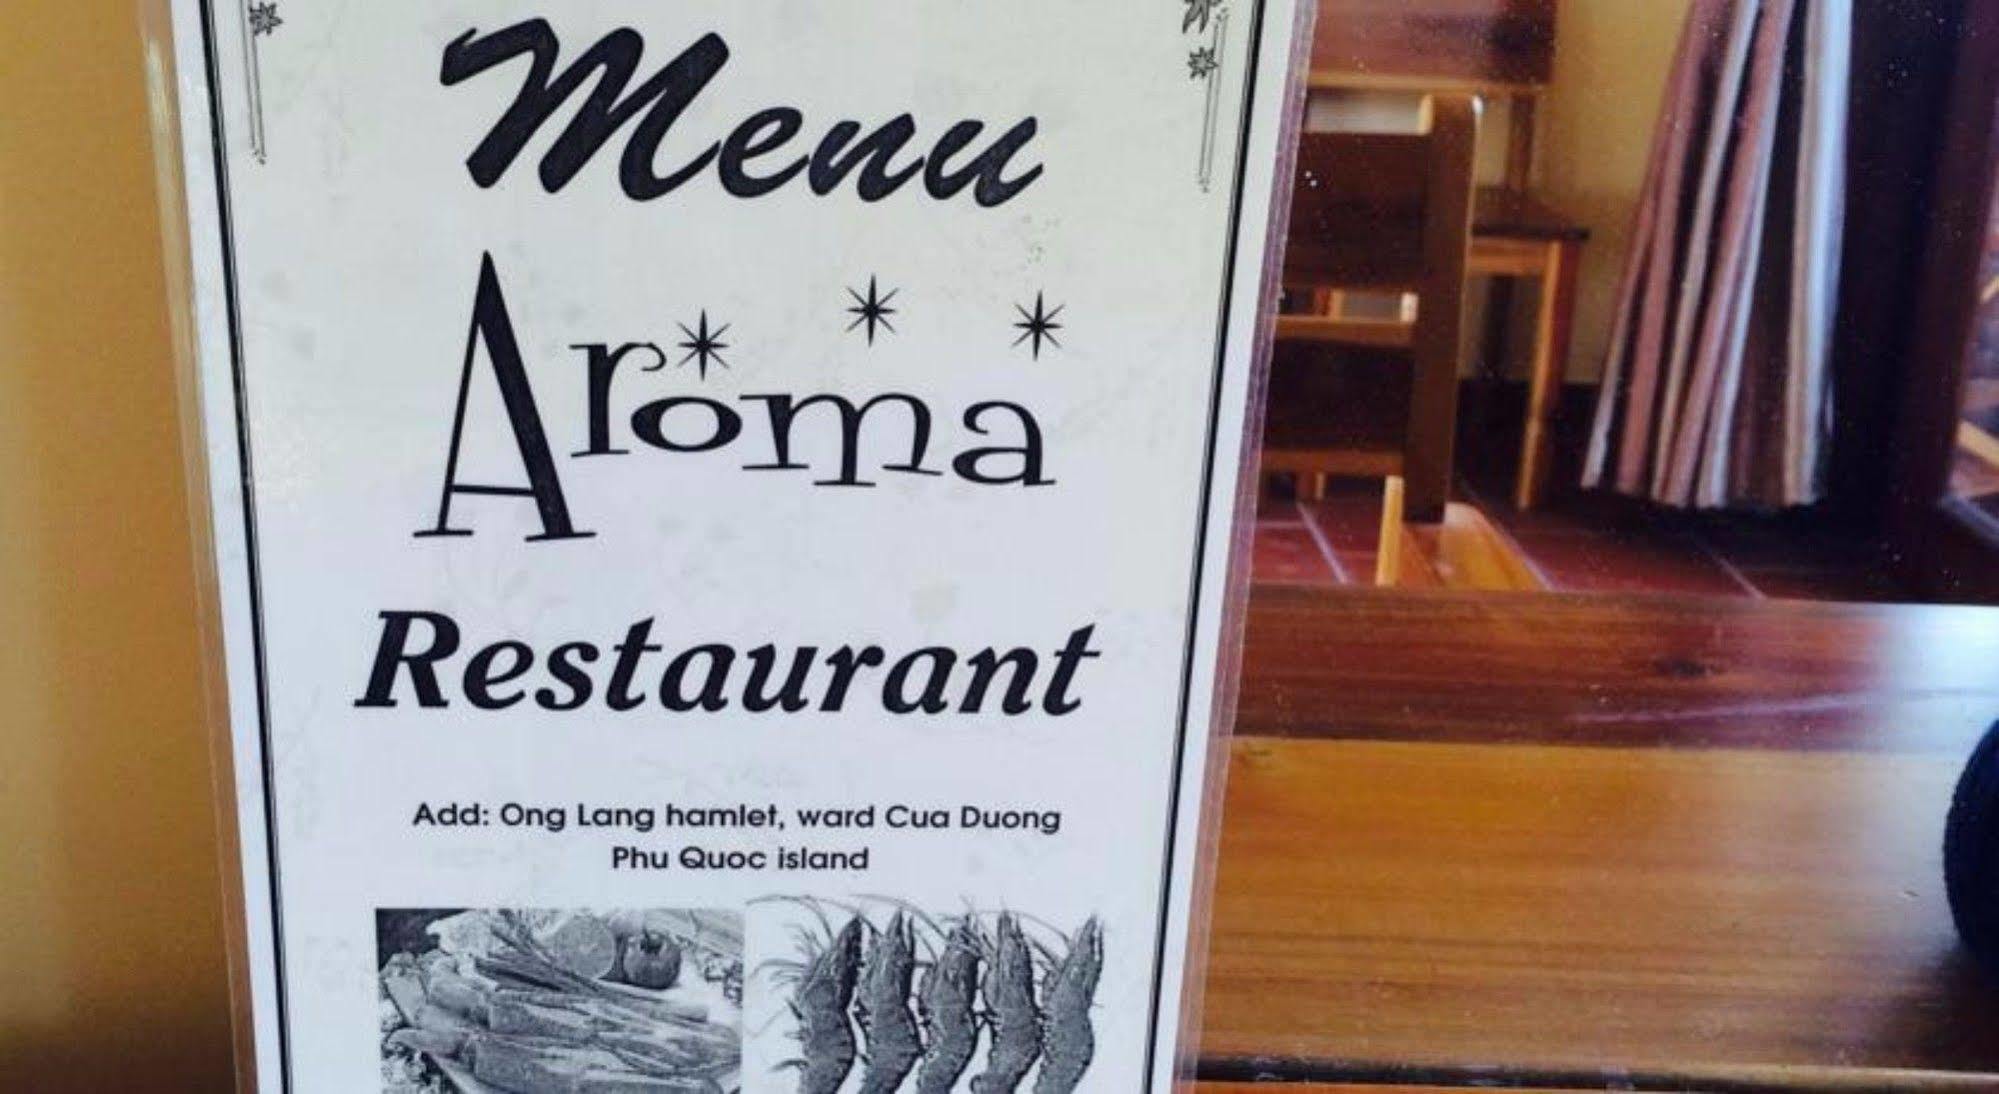 Menu
Aroma
Restaurant
Add: Ong Lang hamlet, ward Cua Duong
Phu Quoc island